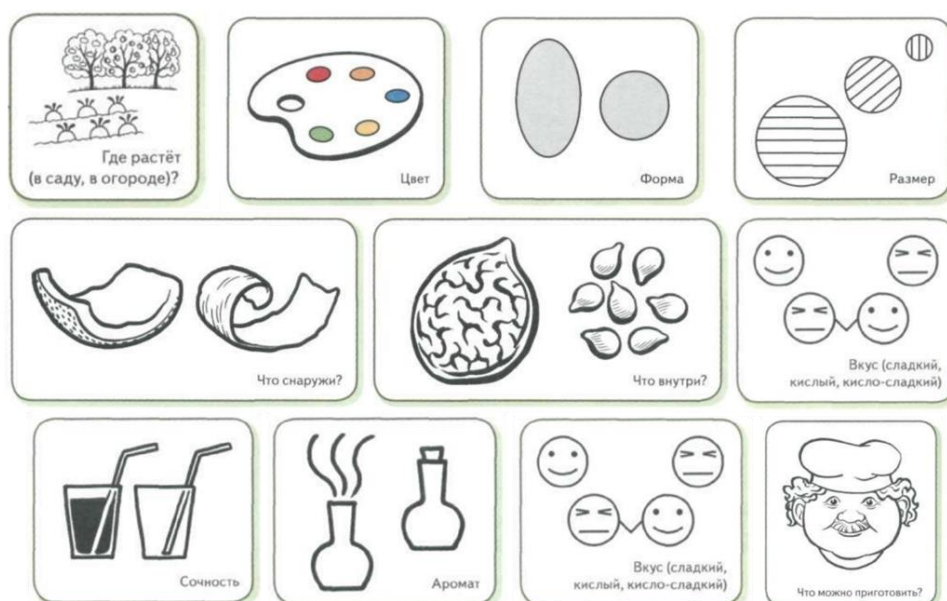 Где растёт
(в саду, в огороде)?
Цвет
Форма
Размер
Что снаружи?
Что внутри?
Вкус (сладкий,
кислый, кисло-сладкий)
Сочность
Аромат
Вкус (сладкий,
кислый, кисло-сладкий)
Что можно приготовить?